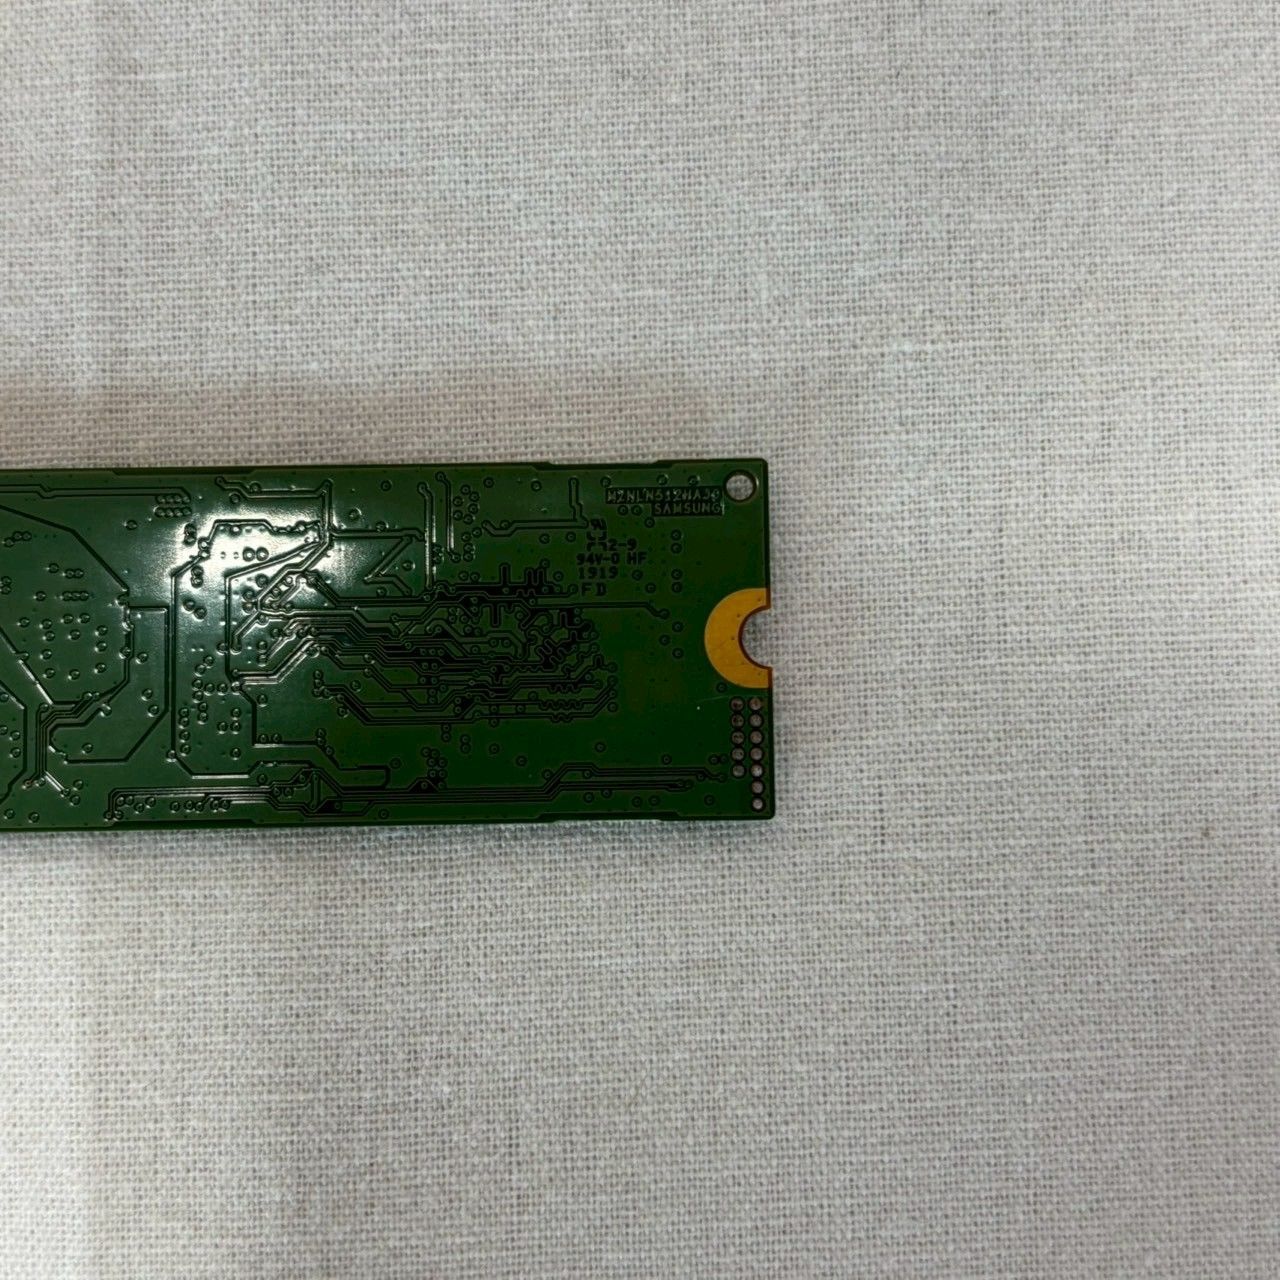 MZNLN512HAJQ
SAMSUNG
94V-0 HF
1919
FD